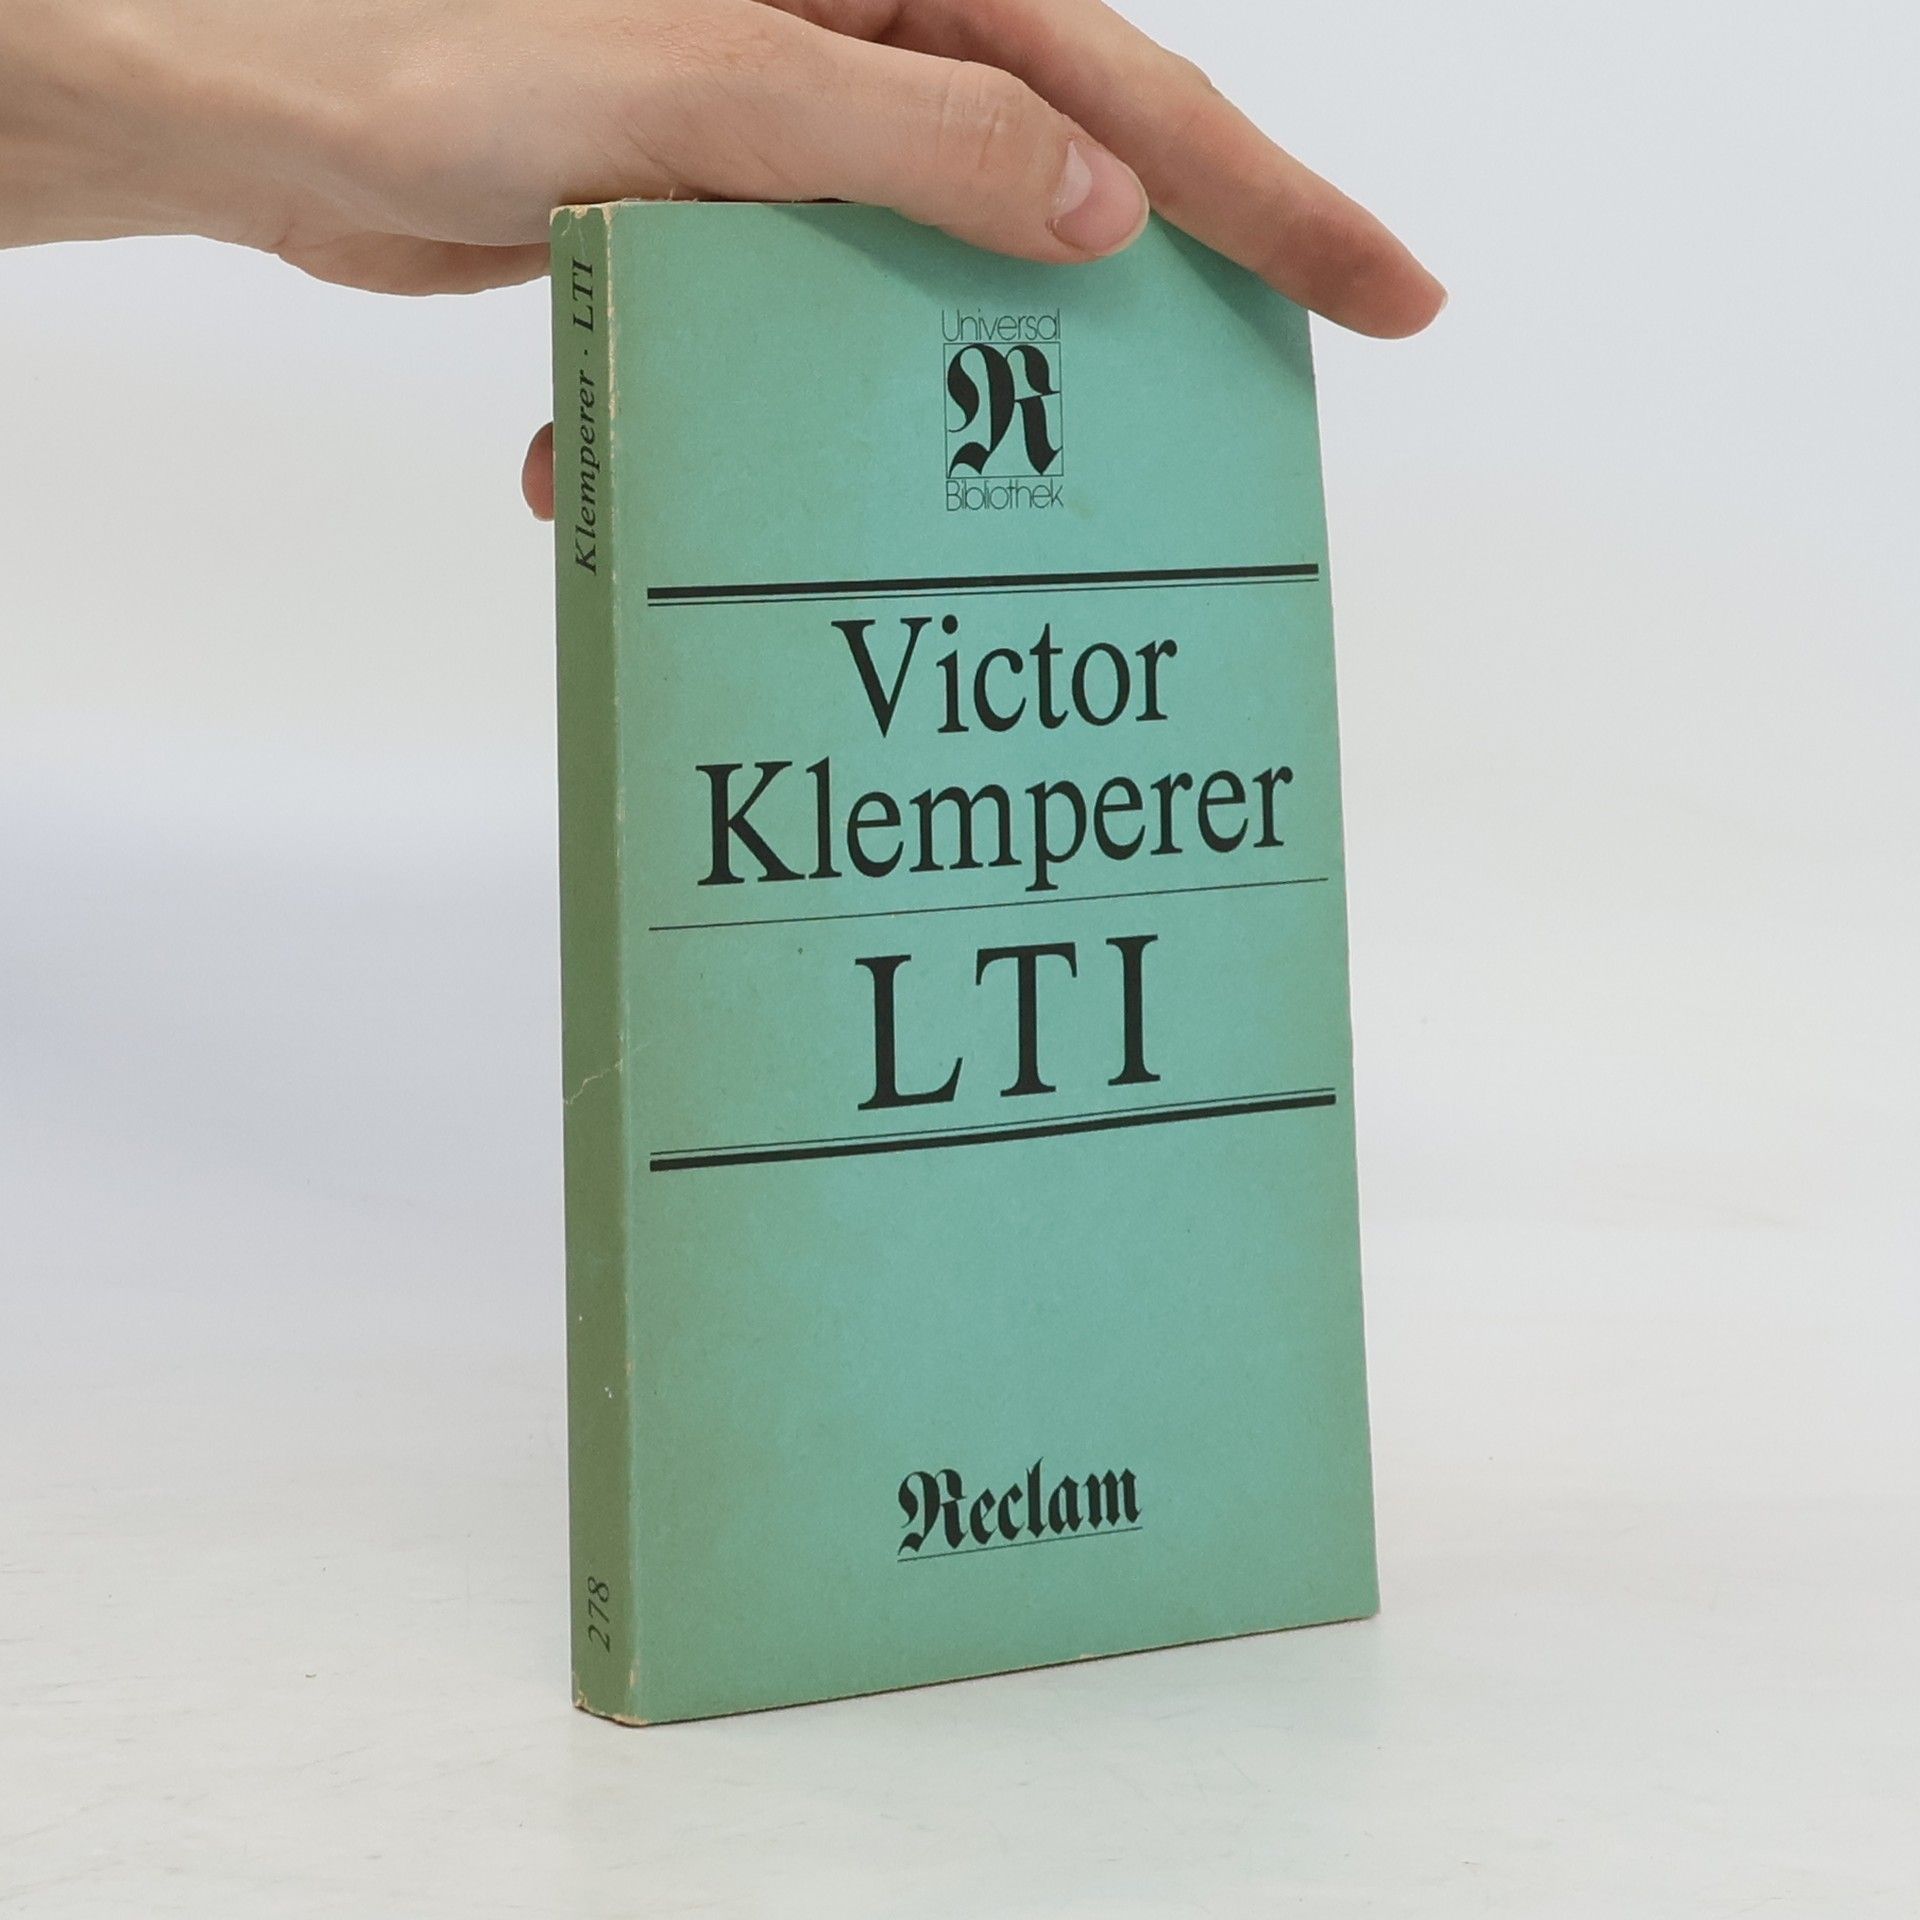 Klemperer · LTI
278
Universal
R
Bibliothek
Victor
Klemperer
LTI
Reclam